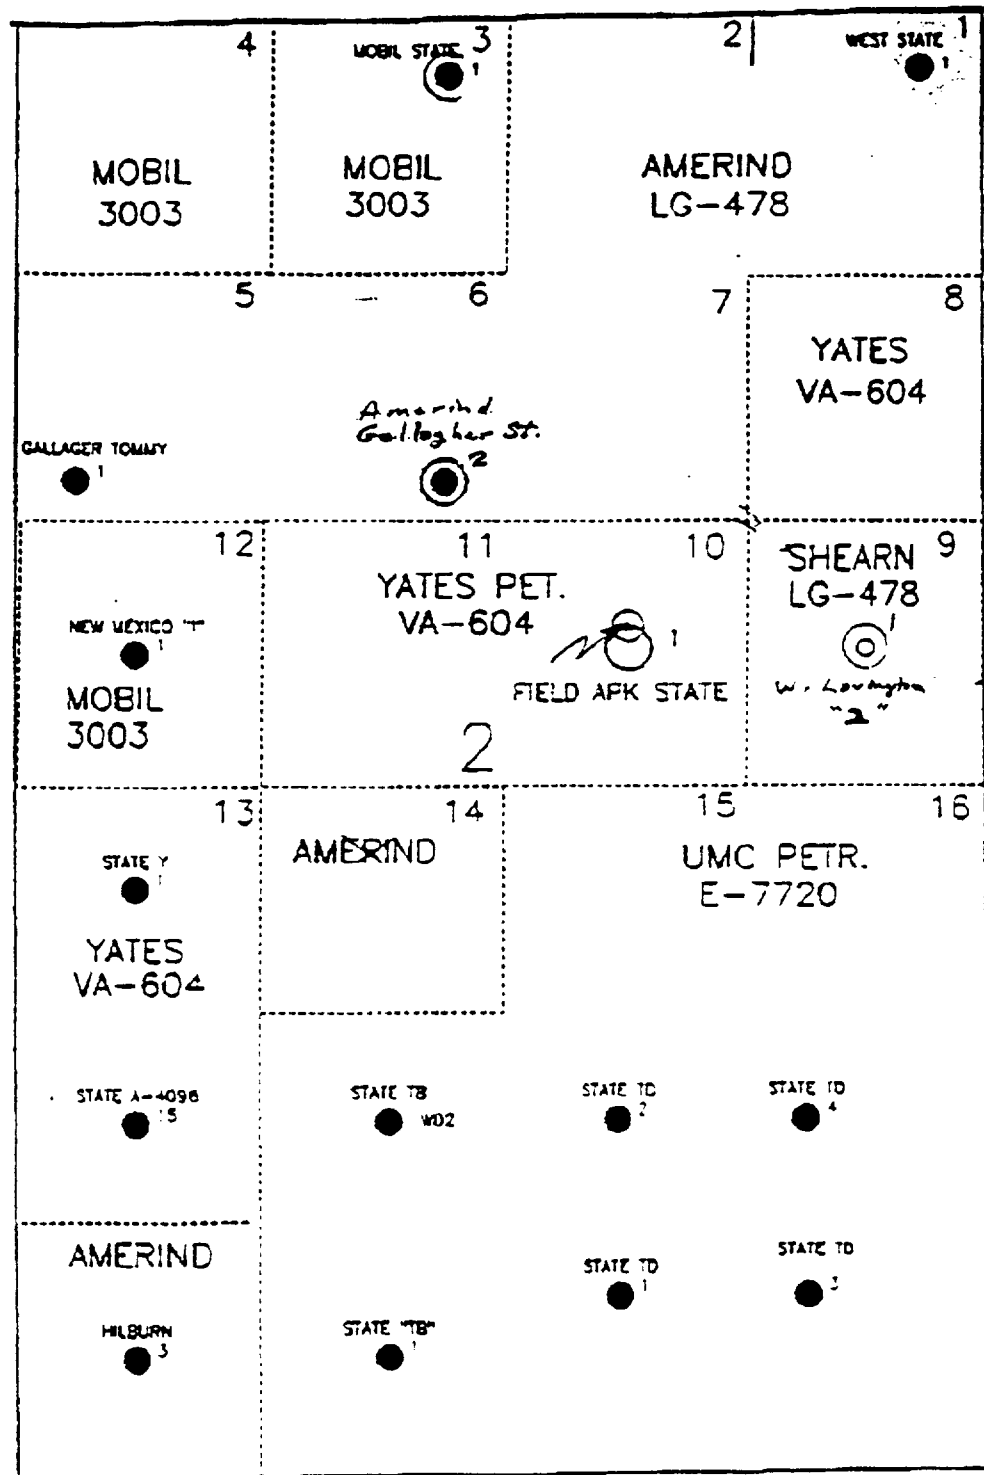 4
3
2
1
MOBIL STATE
1
WEST STATE
1
MOBIL
3003
MOBIL
3003
AMERIND
LG-478
5
6
7
8
YATES
VA-604
Amerind
Gallagher St.
2
GALLAGER TOMMY
1
12
11
10
9
YATES PET.
VA-604
SHEARN
LG-478
NEW MEXICO "T"
1
1
1
FIELD APK STATE
W. Lovington
"2"
MOBIL
3003
2
13
14
15
16
STATE Y
1
AMERIND
UMC PETR.
E-7720
YATES
VA-604
STATE A-4096
15
STATE TB
WD2
STATE TD
2
STATE TD
4
AMERIND
STATE TD
1
STATE TD
3
HILBURN
3
STATE "TB"
1